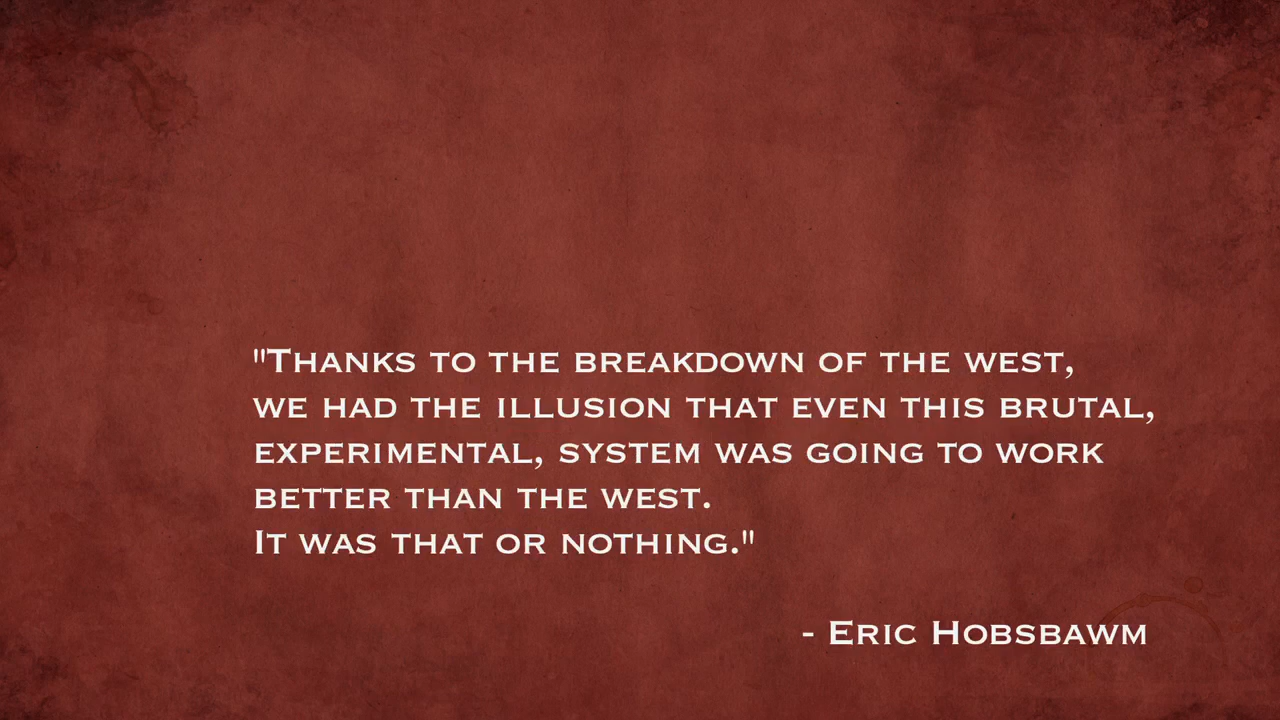 "Thanks to the breakdown of the west,
we had the illusion that even this brutal,
experimental, system was going to work
better than the west.
It was that or nothing."
- Eric Hobsbawm